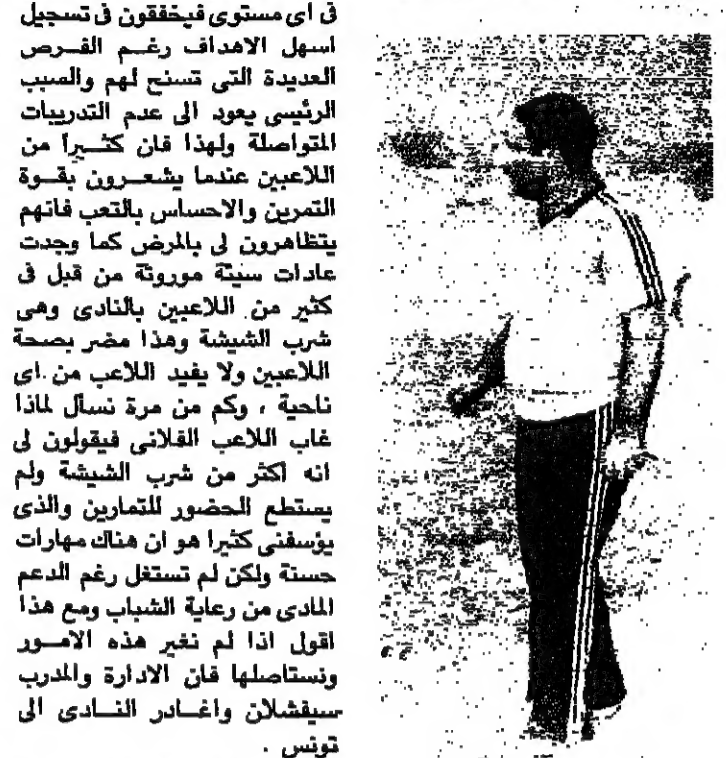 فى اى مستوى فيخفقون فى تسجيل
اسهل الاهداف رغم الفرص
العديدة التى تسنح لهم والسبب
الرئيسى يعود الى عدم التدريبات
المتواصلة ولهذا فان كثيراً من
اللاعبين عندما يشعرون بقوة
التمرين والاحساس بالتعب فانهم
يتظاهرون لى بالمرض كما وجدت
عادات سيئة موروثة من قبل فى
كثير من اللاعبين بالنادى وهى
شرب الشيشة وهذا مضر بصحة
اللاعبين ولا يفيد اللاعب من اى
ناحية ، وكم من مرة نسأل لماذا
غاب اللاعب الفلانى فيقولون لى
انه اكثر من شرب الشيشة ولم
يستطع الحضور للتمارين والذى
يؤسفنى كثيرا هو ان هناك مهارات
حسنة ولكن لم تستغل رغم الدعم
المادى من رعاية الشباب ومع هذا
اقول اذا لم نغير هذه الامور
ونستاصلها فان الادارة والمدرب
سيفشلان واغادر النادى الى
تونس .